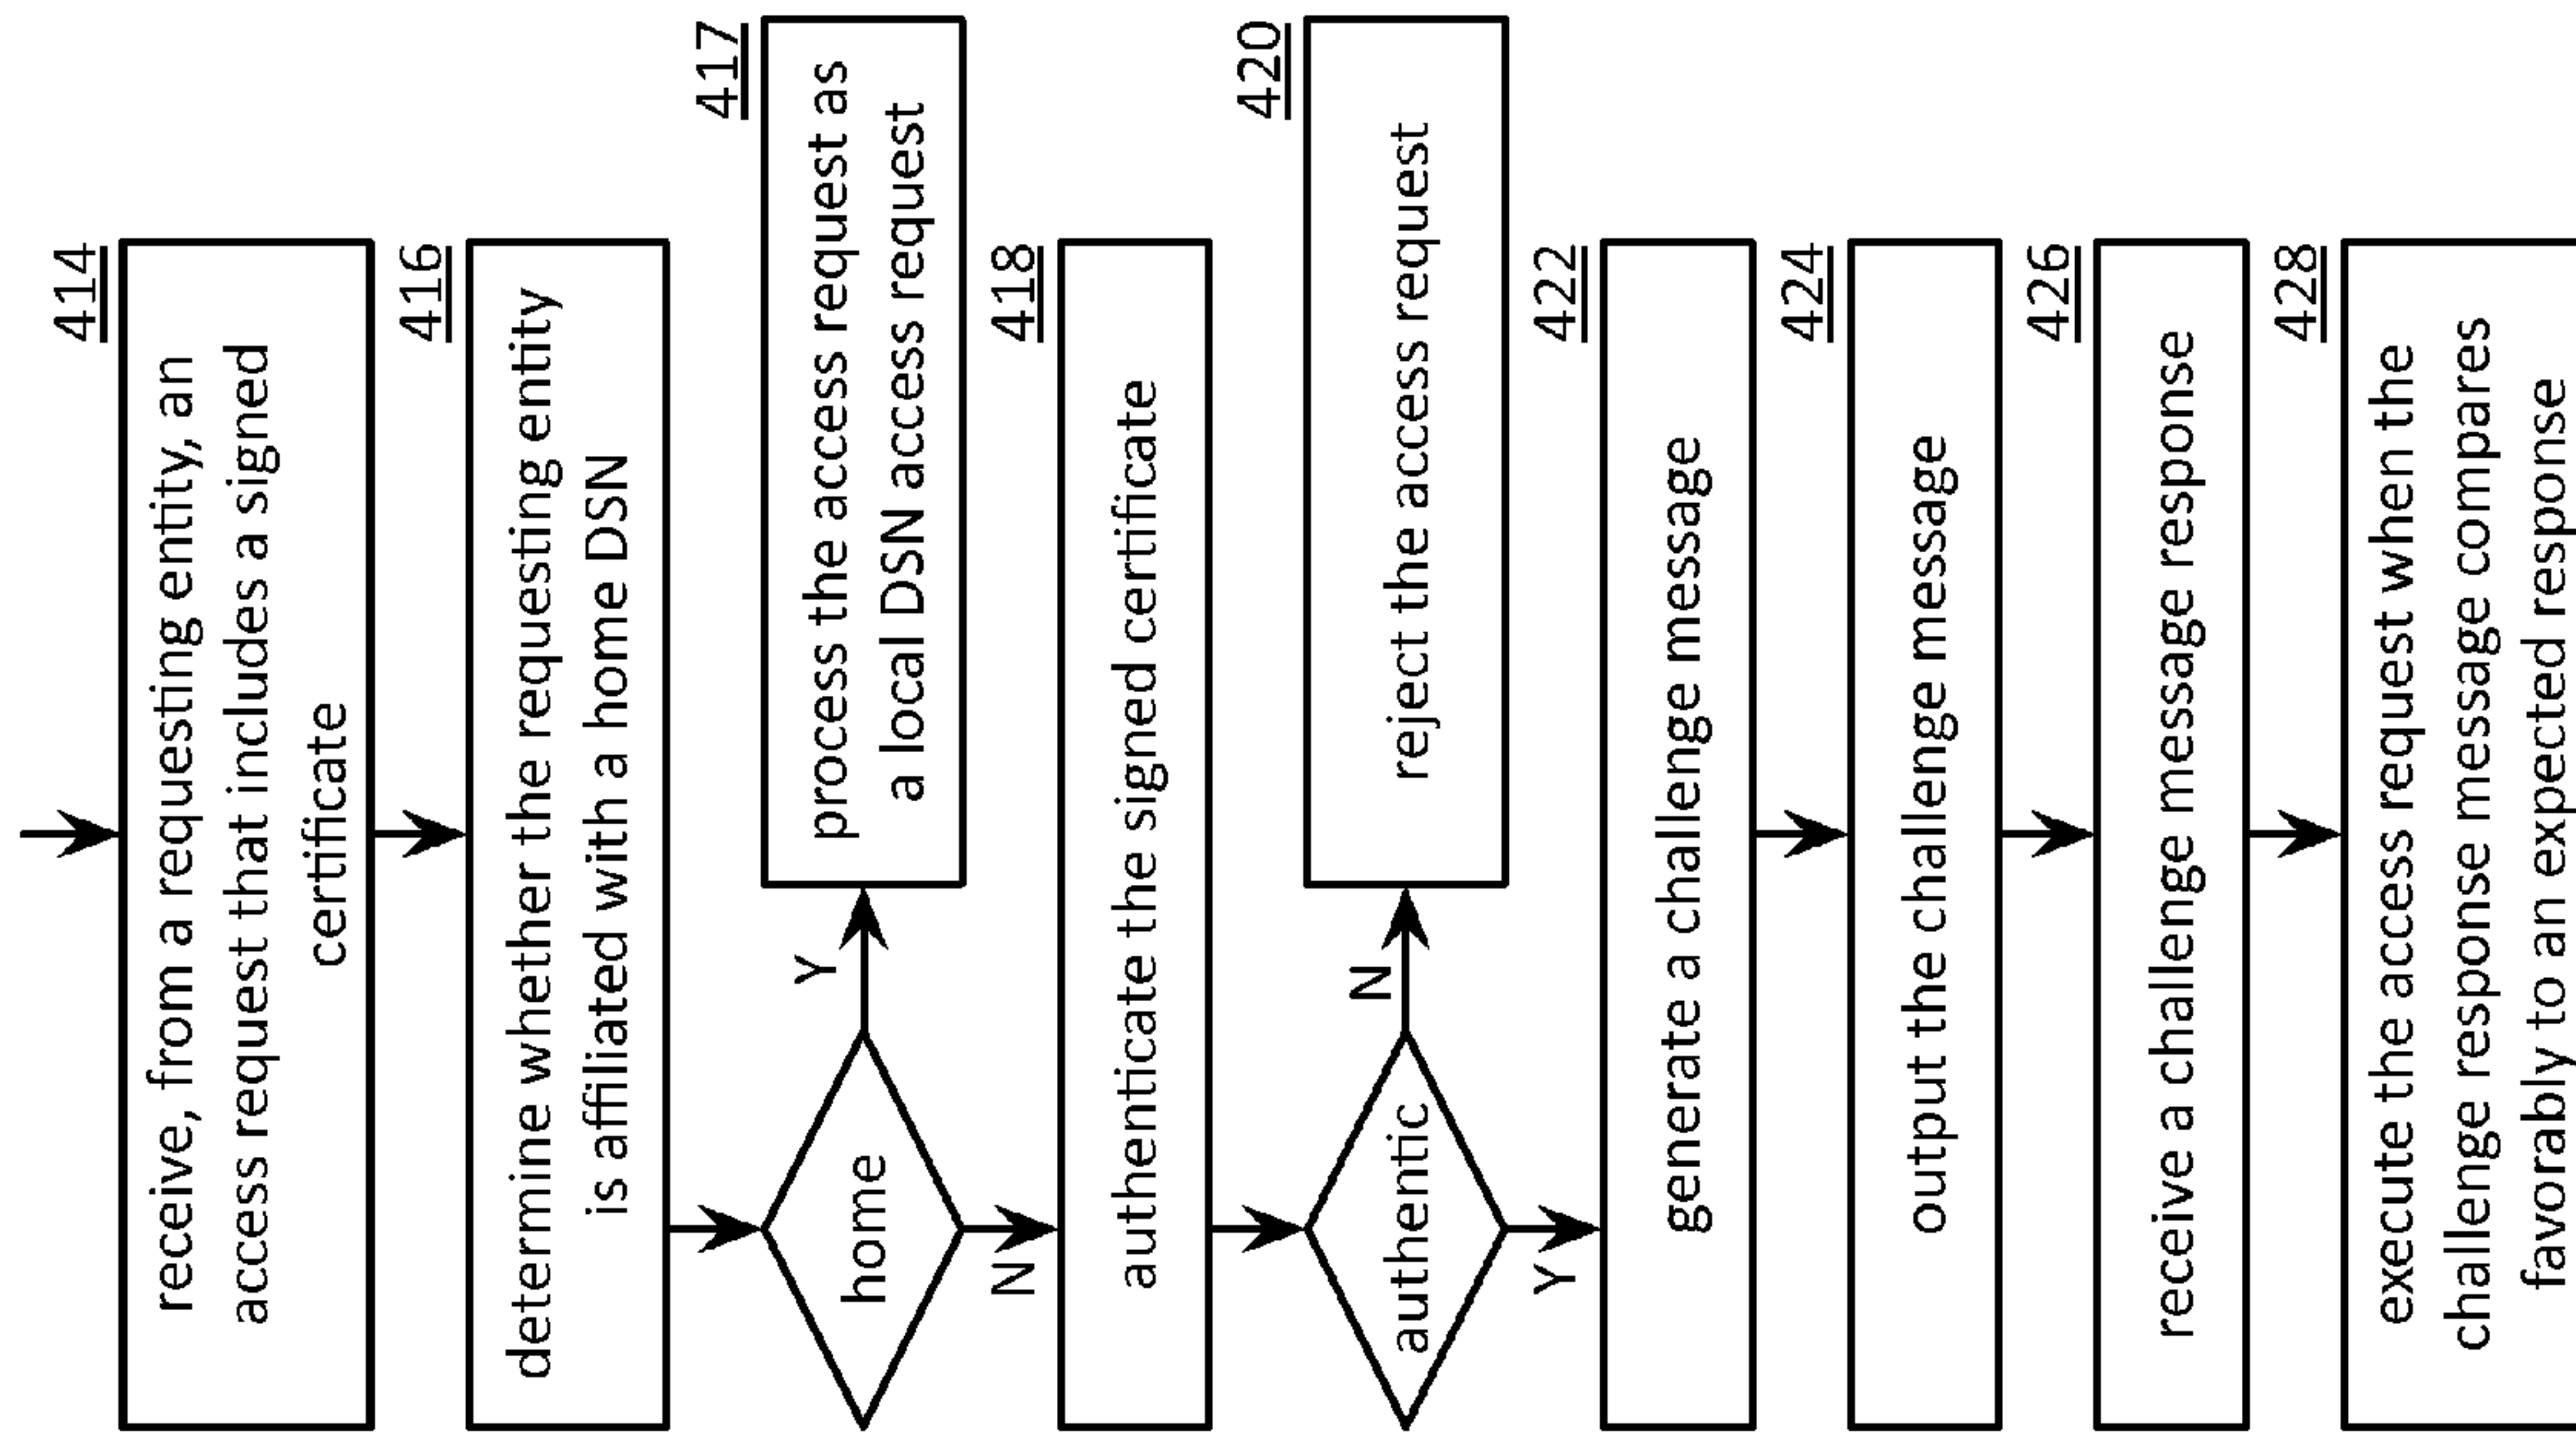 414
receive, from a requesting entity, an
access request that includes a signed
certificate
416
determine whether the requesting entity
is affiliated with a home DSN
home
Y
417
process the access request as
a local DSN access request
N
418
authenticate the signed certificate
authentic
N
420
reject the access request
Y
422
generate a challenge message
424
output the challenge message
426
receive a challenge message response
428
execute the access request when the
challenge response message compares
favorably to an expected response